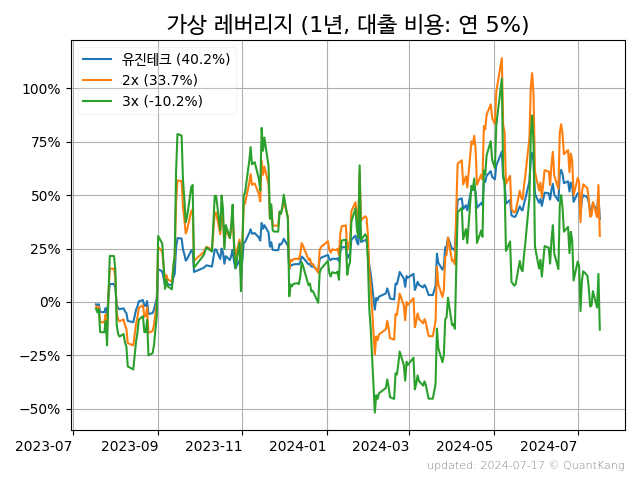 가상 레버리지 (1년, 대출 비용: 연 5%)
유진테크 (40.2%)
2x (33.7%)
3x (-10.2%)
100%
75%
50%
25%
0%
−25%
−50%
2023-07 2023-09 2023-11 2024-01 2024-03 2024-05 2024-07
updated: 2024-07-17 © QuantKang